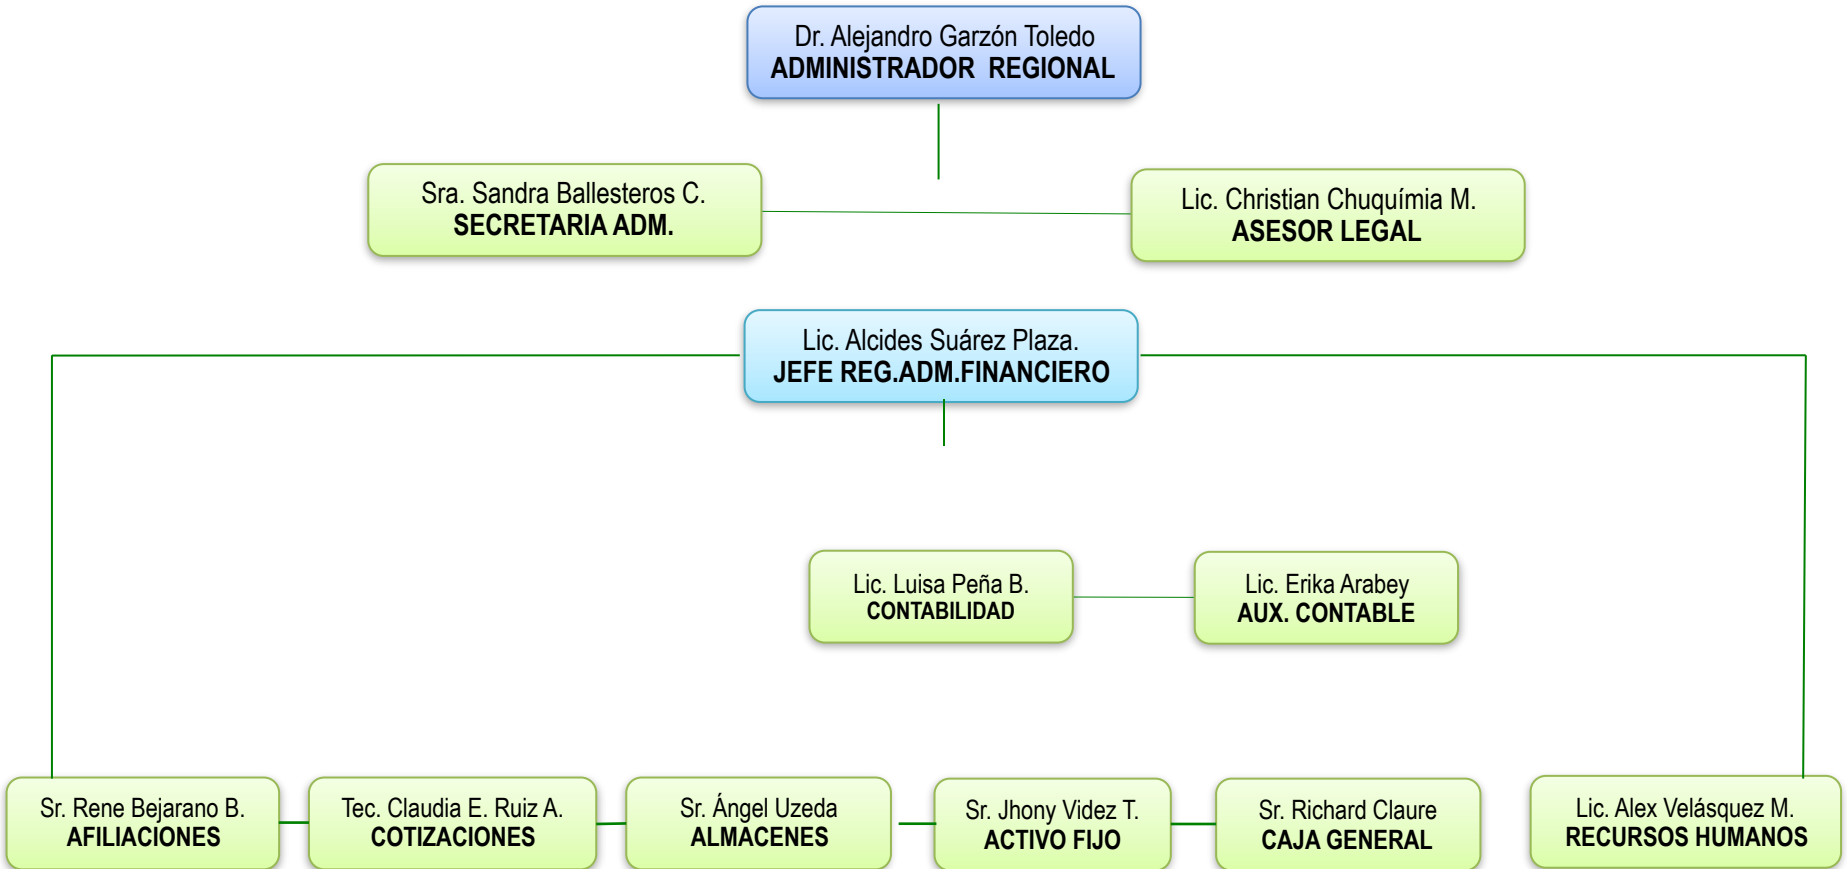 Dr. Alejandro Garzón Toledo
ADMINISTRADOR REGIONAL
Sra. Sandra Ballesteros C.
SECRETARIA ADM.
Lic. Christian Chuquímia M.
ASESOR LEGAL
Lic. Alcides Suárez Plaza.
JEFE REG.ADM.FINANCIERO
Lic. Luisa Peña B.
CONTABILIDAD
Lic. Erika Arabey
AUX. CONTABLE
Sr. Rene Bejarano B.
AFILIACIONES
Tec. Claudia E. Ruiz A.
COTIZACIONES
Sr. Ángel Uzeda
ALMACENES
Sr. Jhony Videz T.
ACTIVO FIJO
Sr. Richard Claure
CAJA GENERAL
Lic. Alex Velásquez M.
RECURSOS HUMANOS